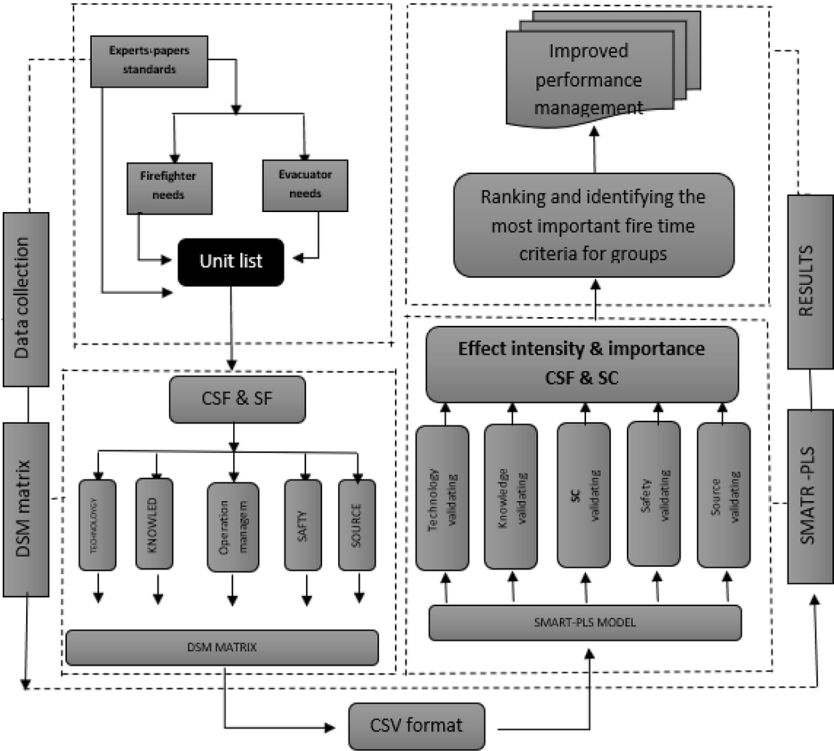 Experts،papers
standards
Firefighter
needs
Evacuator
needs
Unit list
Data collection
CSF & SF
TECHNOLOYGY
KNOWLED
Operation
managem
SAFTY
SOURCE
DSM MATRIX
DSM matrix
CSV format
Improved
performance
management
Ranking and identifying the
most important fire time
criteria for groups
RESULTS
Effect intensity & importance
CSF & SC
Technology
validating
Knowledge
validating
SC
validating
Safety
validating
Source
validating
SMART-PLS MODEL
SMATR -PLS